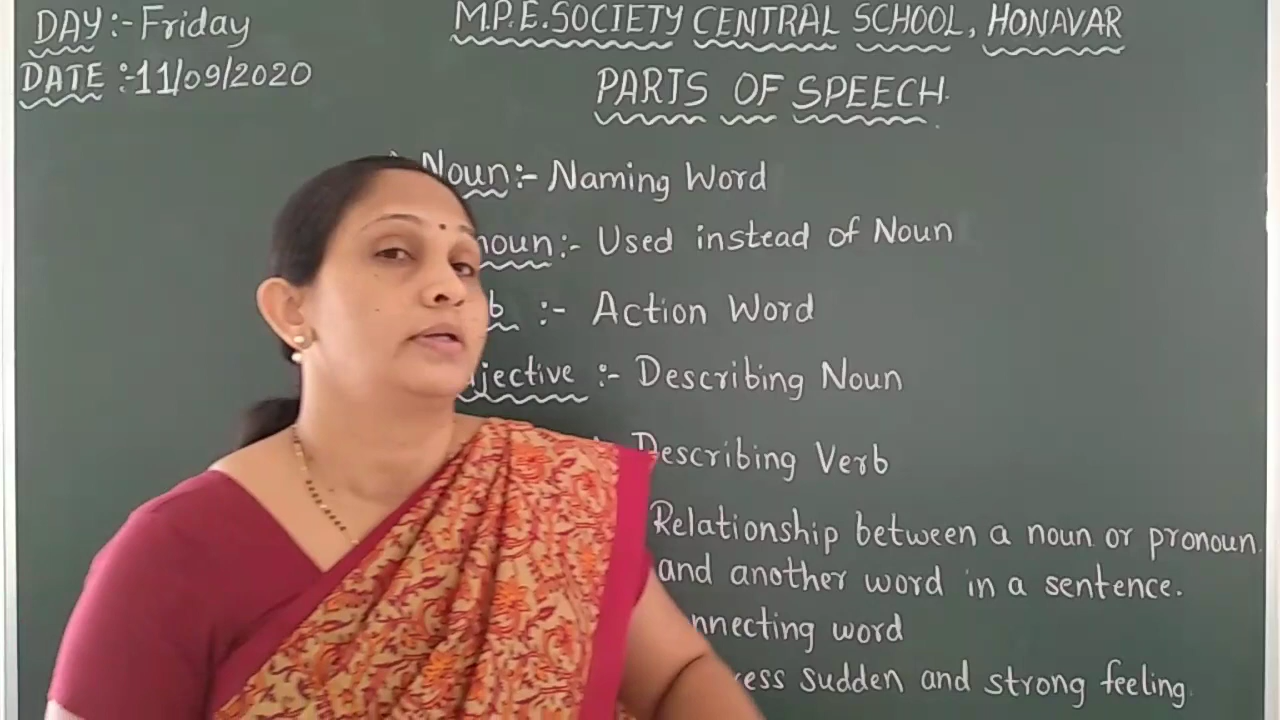 DAY :- Friday
DATE :- 11/09/2020
M.P.E. SOCIETY CENTRAL SCHOOL, HONAVAR
PARTS OF SPEECH
Noun :- Naming Word
noun :- Used instead of Noun
b :- Action Word
jective :- Describing Noun
Describing Verb
Relationship between a noun or pronoun
and another word in a sentence.
nnecting word
ess sudden and strong feeling